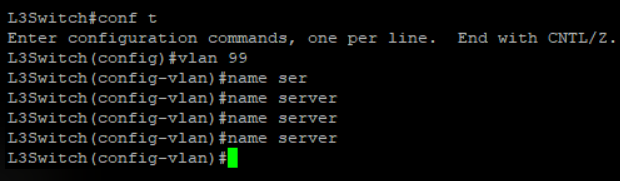 L3Switch#conf t
Enter configuration commands, one per line.  End with CNTL/Z.
L3Switch(config)#vlan 99
L3Switch(config-vlan)#name ser
L3Switch(config-vlan)#name server
L3Switch(config-vlan)#name server
L3Switch(config-vlan)#name server
L3Switch(config-vlan)#